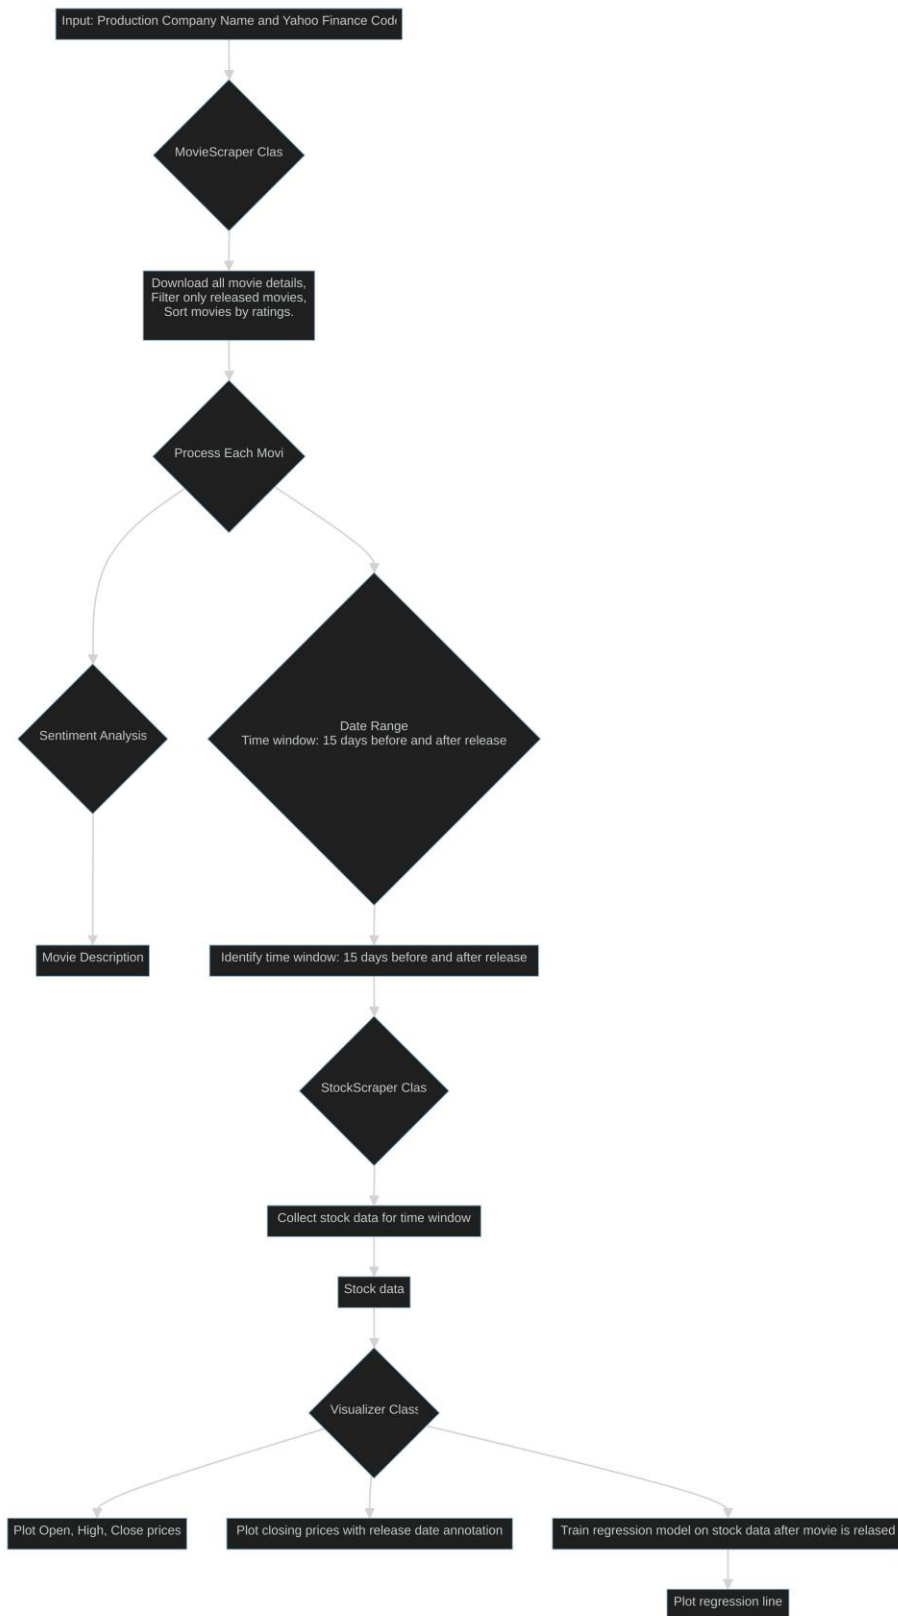 Input: Production Company Name and Yahoo Finance Code
MovieScraper Clas
Download all movie details,
Filter only released movies,
Sort movies by ratings.
Process Each Movi
Sentiment Analysis
Date Range
Time window: 15 days before and after release
Movie Description
Identify time window: 15 days before and after release
StockScraper Clas
Collect stock data for time window
Stock data
Visualizer Class
Plot Open, High, Close prices
Plot closing prices with release date annotation
Train regression model on stock data after movie is relased
Plot regression line